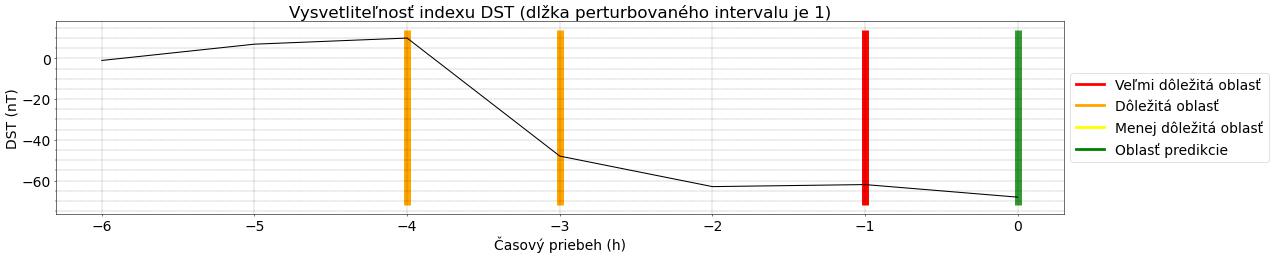 Vysvetliteľnosť indexu DST (dĺžka perturbovaného intervalu je 1)
DST (nT)
0
−20
−40
−60
−6 −5 −4 −3 −2 −1 0
Časový priebeh (h)
Veľmi dôležitá oblasť
Dôležitá oblasť
Menej dôležitá oblasť
Oblasť predikcie